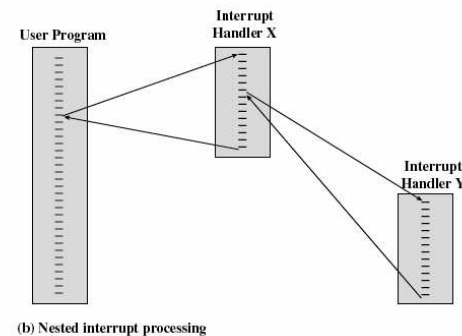 User Program
Interrupt
Handler X
Interrupt
Handler Y
(b) Nested interrupt processing